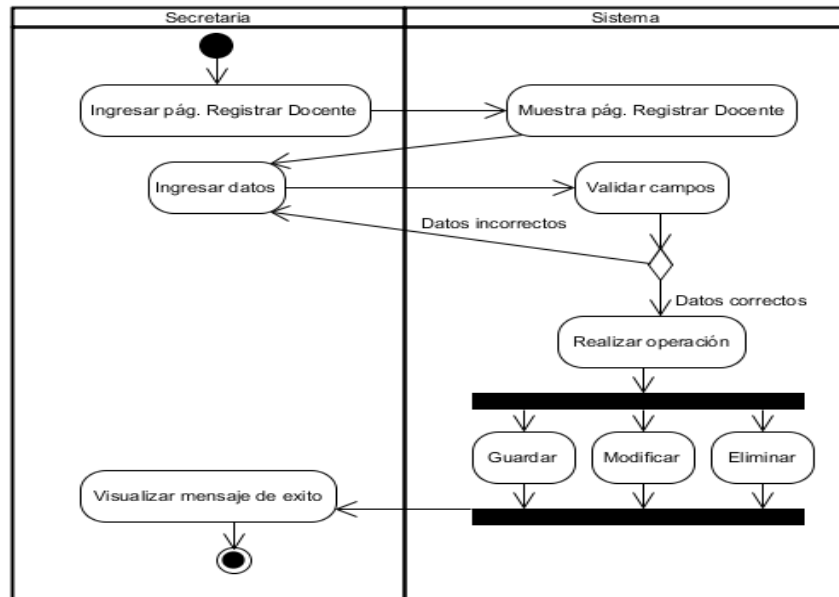 Secretaria
Sistema
Ingresar pág. Registrar Docente
Muestra pág. Registrar Docente
Ingresar datos
Validar campos
Datos incorrectos
Datos correctos
Realizar operación
Guardar
Modificar
Eliminar
Visualizar mensaje de exito